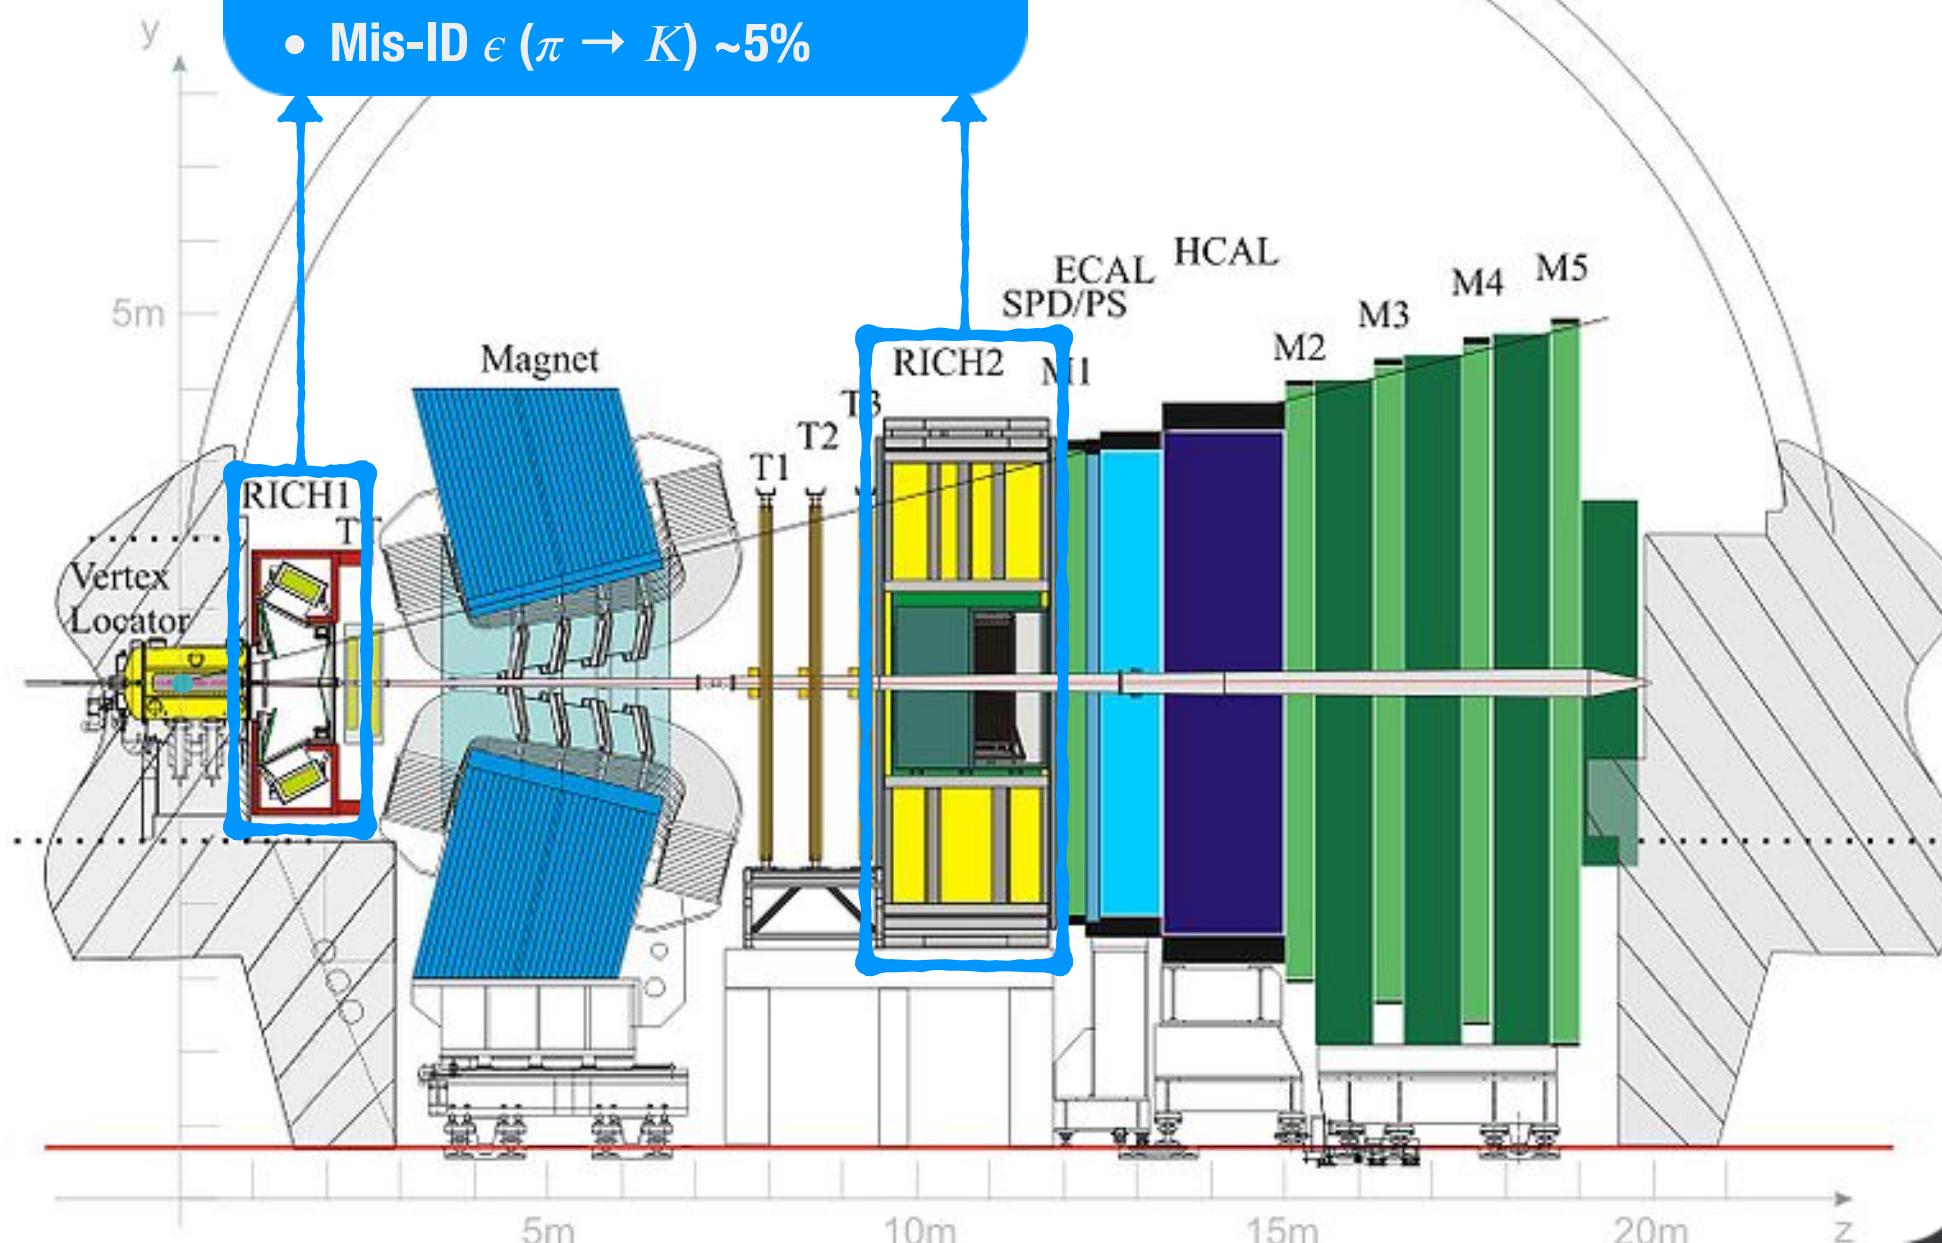 • Mis-ID ϵ (π → K) ~5%
y
5m
HCAL
ECAL
SPD/PS
M5
M4
M3
M2
M1
RICH2
Magnet
T3
T2
T1
RICH1
TT
Vertex
Locator
5m
10m
15m
20m
z